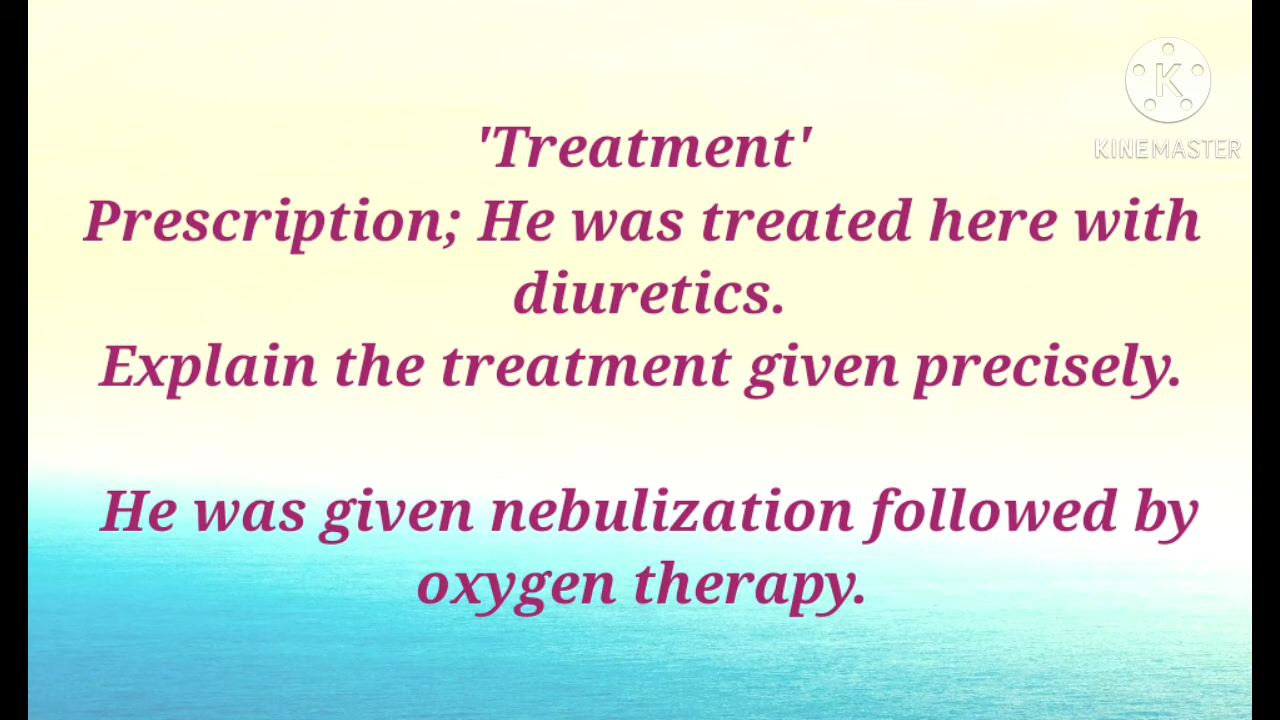 K
KINEMASTER
'Treatment'
Prescription; He was treated here with
diuretics.
Explain the treatment given precisely.
He was given nebulization followed by
oxygen therapy.